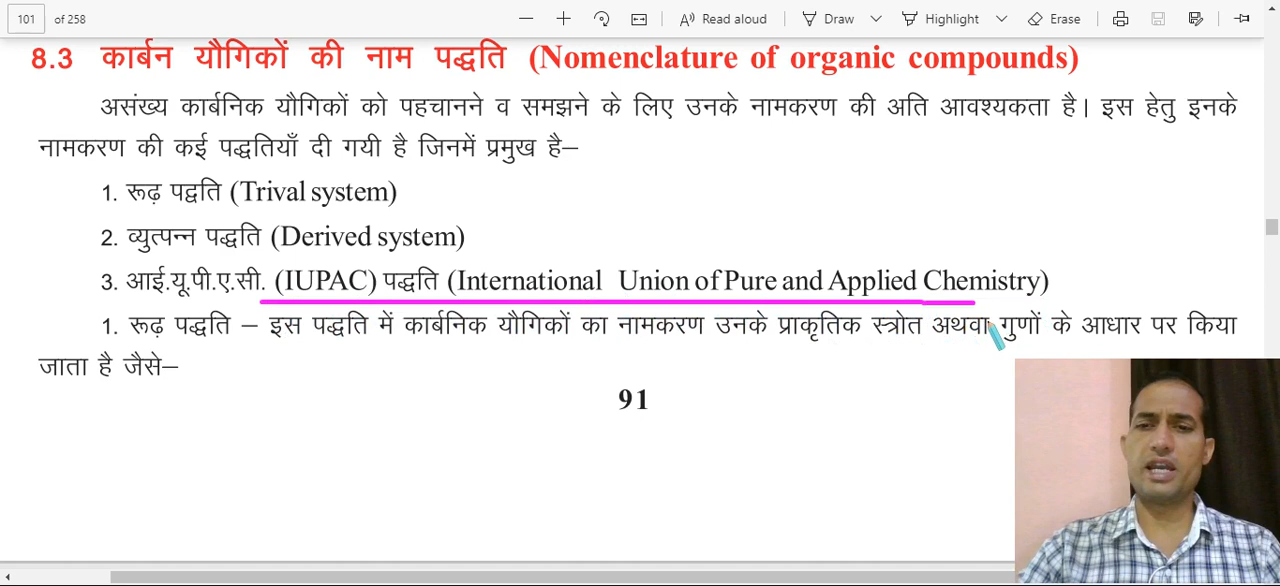 101 of 258 Read aloud Draw Highlight Erase
8.3 कार्बन यौगिकों की नाम पद्धति (Nomenclature of organic compounds)
असंख्य कार्बनिक यौगिकों को पहचानने व समझने के लिए उनके नामकरण की अति आवश्यकता है। इस हेतु इनके
नामकरण की कई पद्धतियाँ दी गयी है जिनमें प्रमुख है–
1. रूढ़ पद्वति (Trival system)
2. व्युत्पन्न पद्धति (Derived system)
3. आई.यू.पी.ए.सी. (IUPAC) पद्धति (International Union of Pure and Applied Chemistry)
1. रूढ़ पद्धति – इस पद्धति में कार्बनिक यौगिकों का नामकरण उनके प्राकृतिक स्त्रोत अथवा गुणों के आधार पर किया
जाता है जैसे–
91